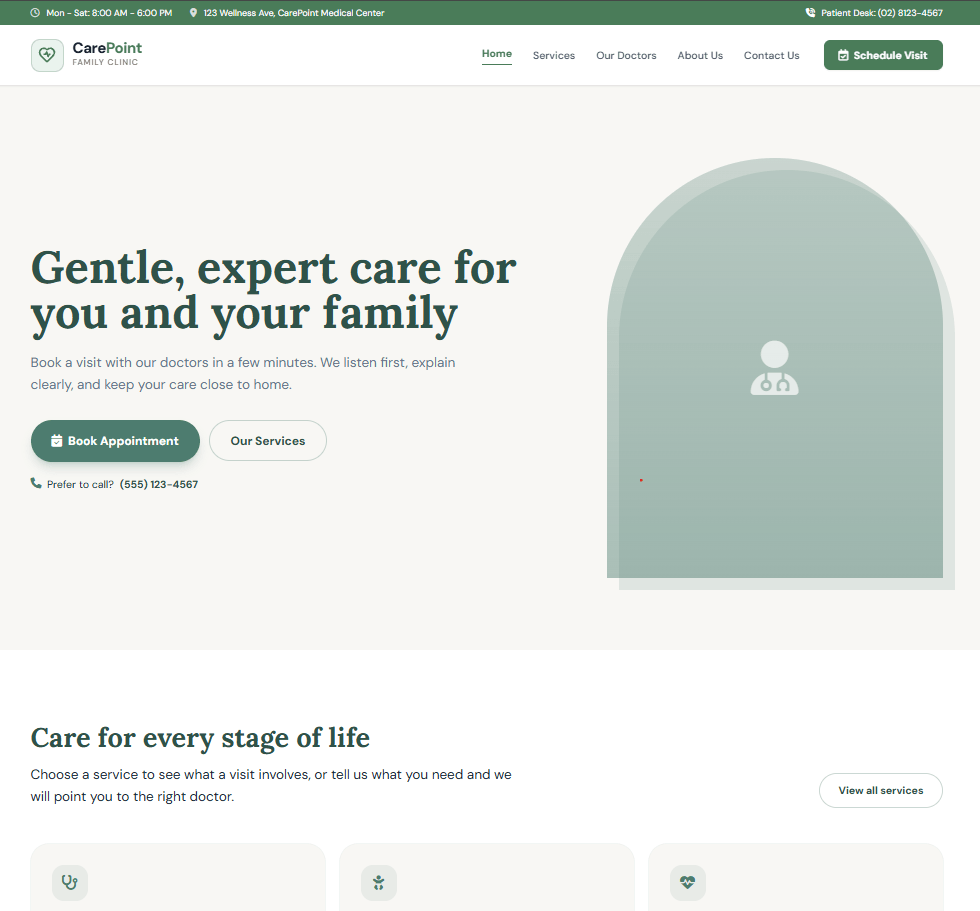 Mon - Sat: 8:00 AM - 6:00 PM
123 Wellness Ave, CarePoint Medical Center
Patient Desk: (02) 8123-4567
CarePoint
FAMILY CLINIC
Home
Services
Our Doctors
About Us
Contact Us
Schedule Visit
Gentle, expert care for
you and your family
Book a visit with our doctors in a few minutes. We listen first, explain
clearly, and keep your care close to home.
Book Appointment
Our Services
Prefer to call? (555) 123-4567
Care for every stage of life
Choose a service to see what a visit involves, or tell us what you need and we
will point you to the right doctor.
View all services